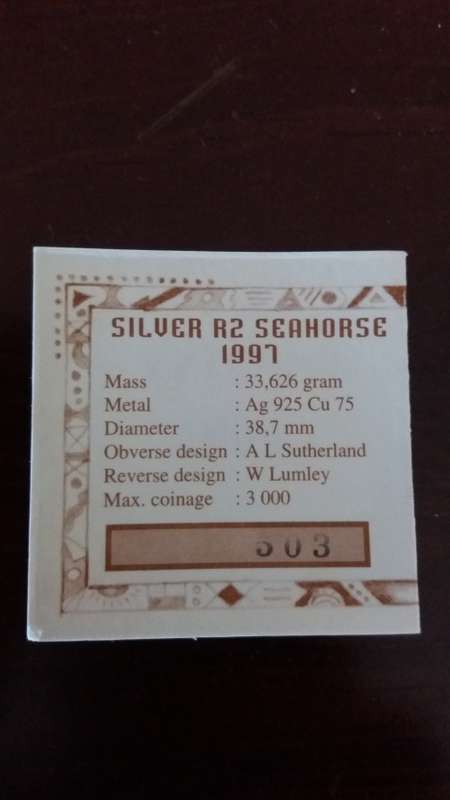 SILVER R2 SEAHORSE
1997
Mass : 33,626 gram
Metal : Ag 925 Cu 75
Diameter : 38,7 mm
Obverse design : A L Sutherland
Reverse design : W Lumley
Max. coinage : 3 000
503